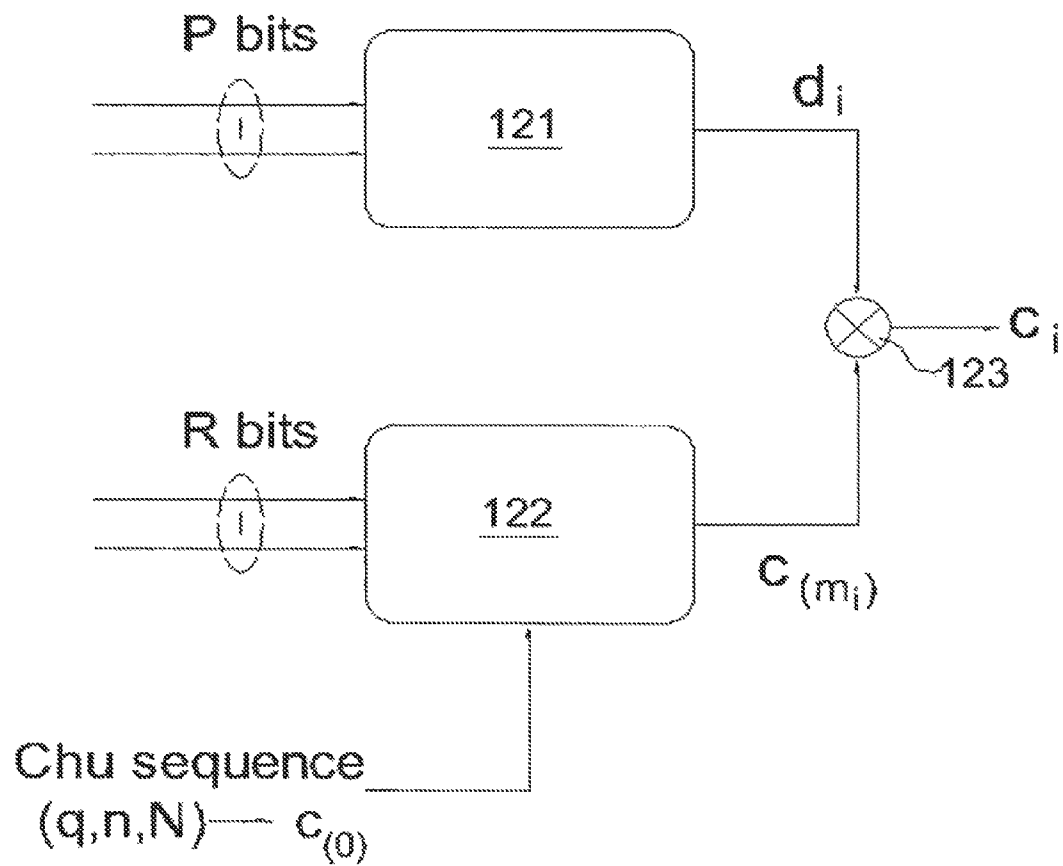 P bits
121
d i
c i
123
R bits
122
c (m i)
Chu sequence
(q,n,N) c (0)